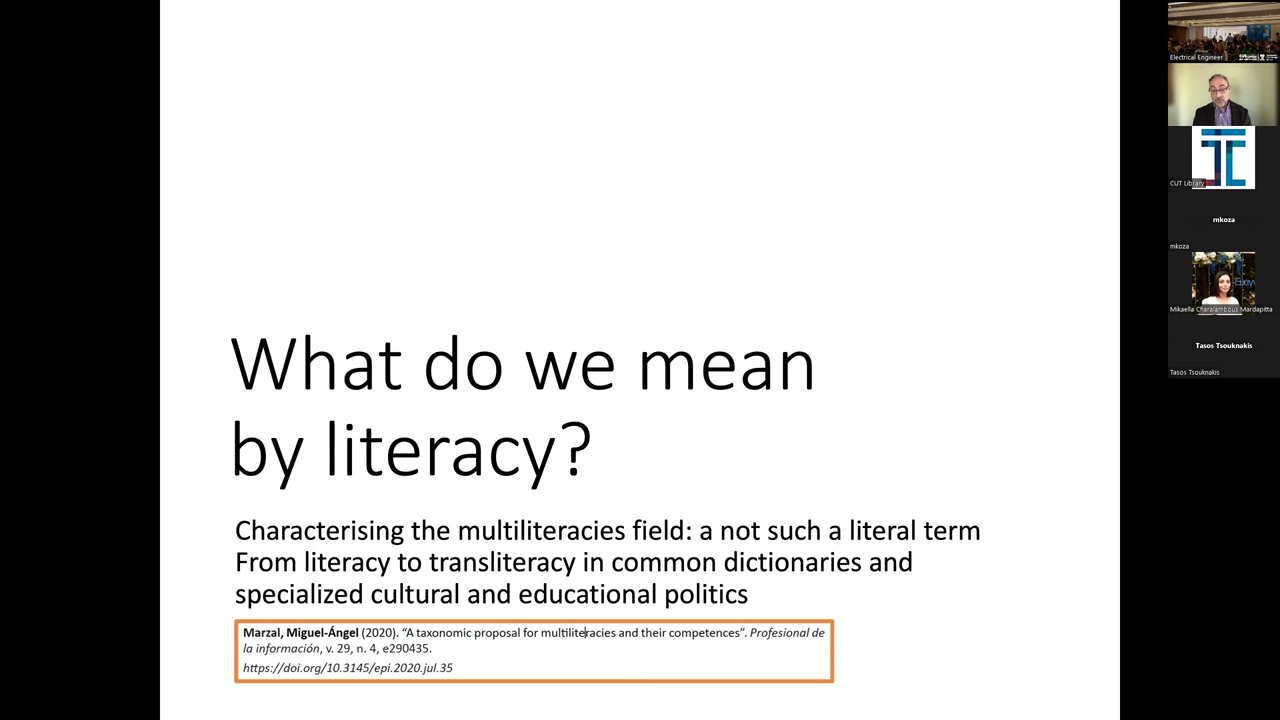 What do we mean
by literacy?
Characterising the multiliteracies field: a not such a literal term
From literacy to transliteracy in common dictionaries and
specialized cultural and educational politics
Marzal, Miguel-Ángel (2020). “A taxonomic proposal for multiliteracies and their competences”. Profesional de
la información, v. 29, n. 4, e290435.
https://doi.org/10.3145/epi.2020.jul.35
Electrical Engineer
CUT Library
mkoza
mkoza
Mikaella Charalambous Mardapitta
Tasos Tsouknakis
Tasos Tsouknakis